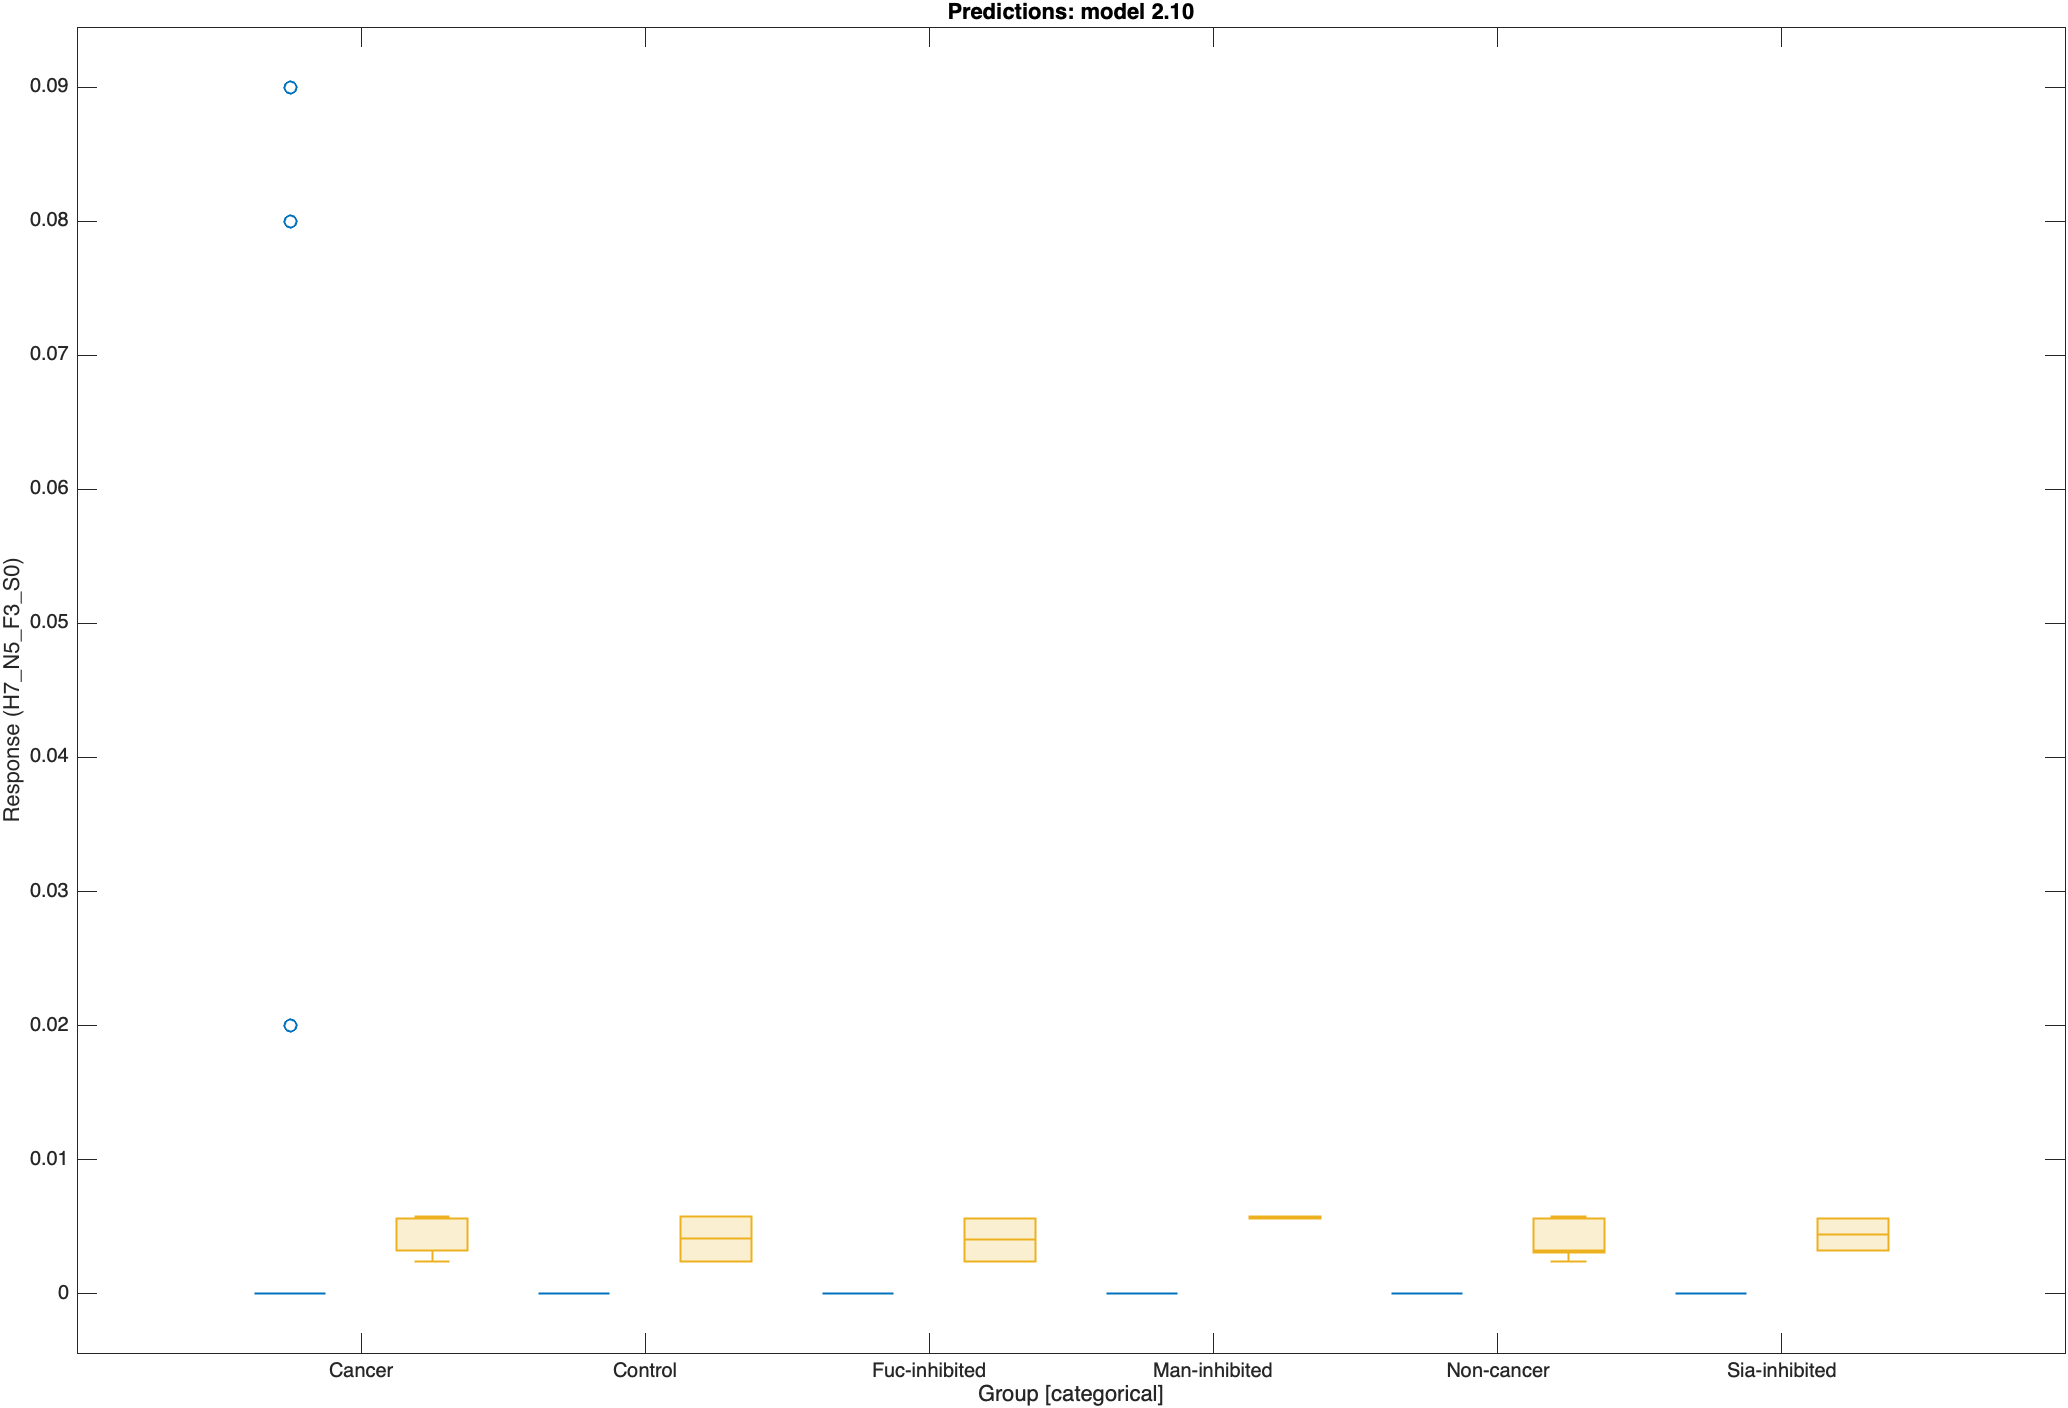 Predictions: model 2.10
0.09
0.08
0.07
0.06
0.05
0.04
0.03
0.02
0.01
0
Response (H7_N5_F3_S0)
Cancer Control Fuc-inhibited Man-inhibited Non-cancer Sia-inhibited
Group [categorical]